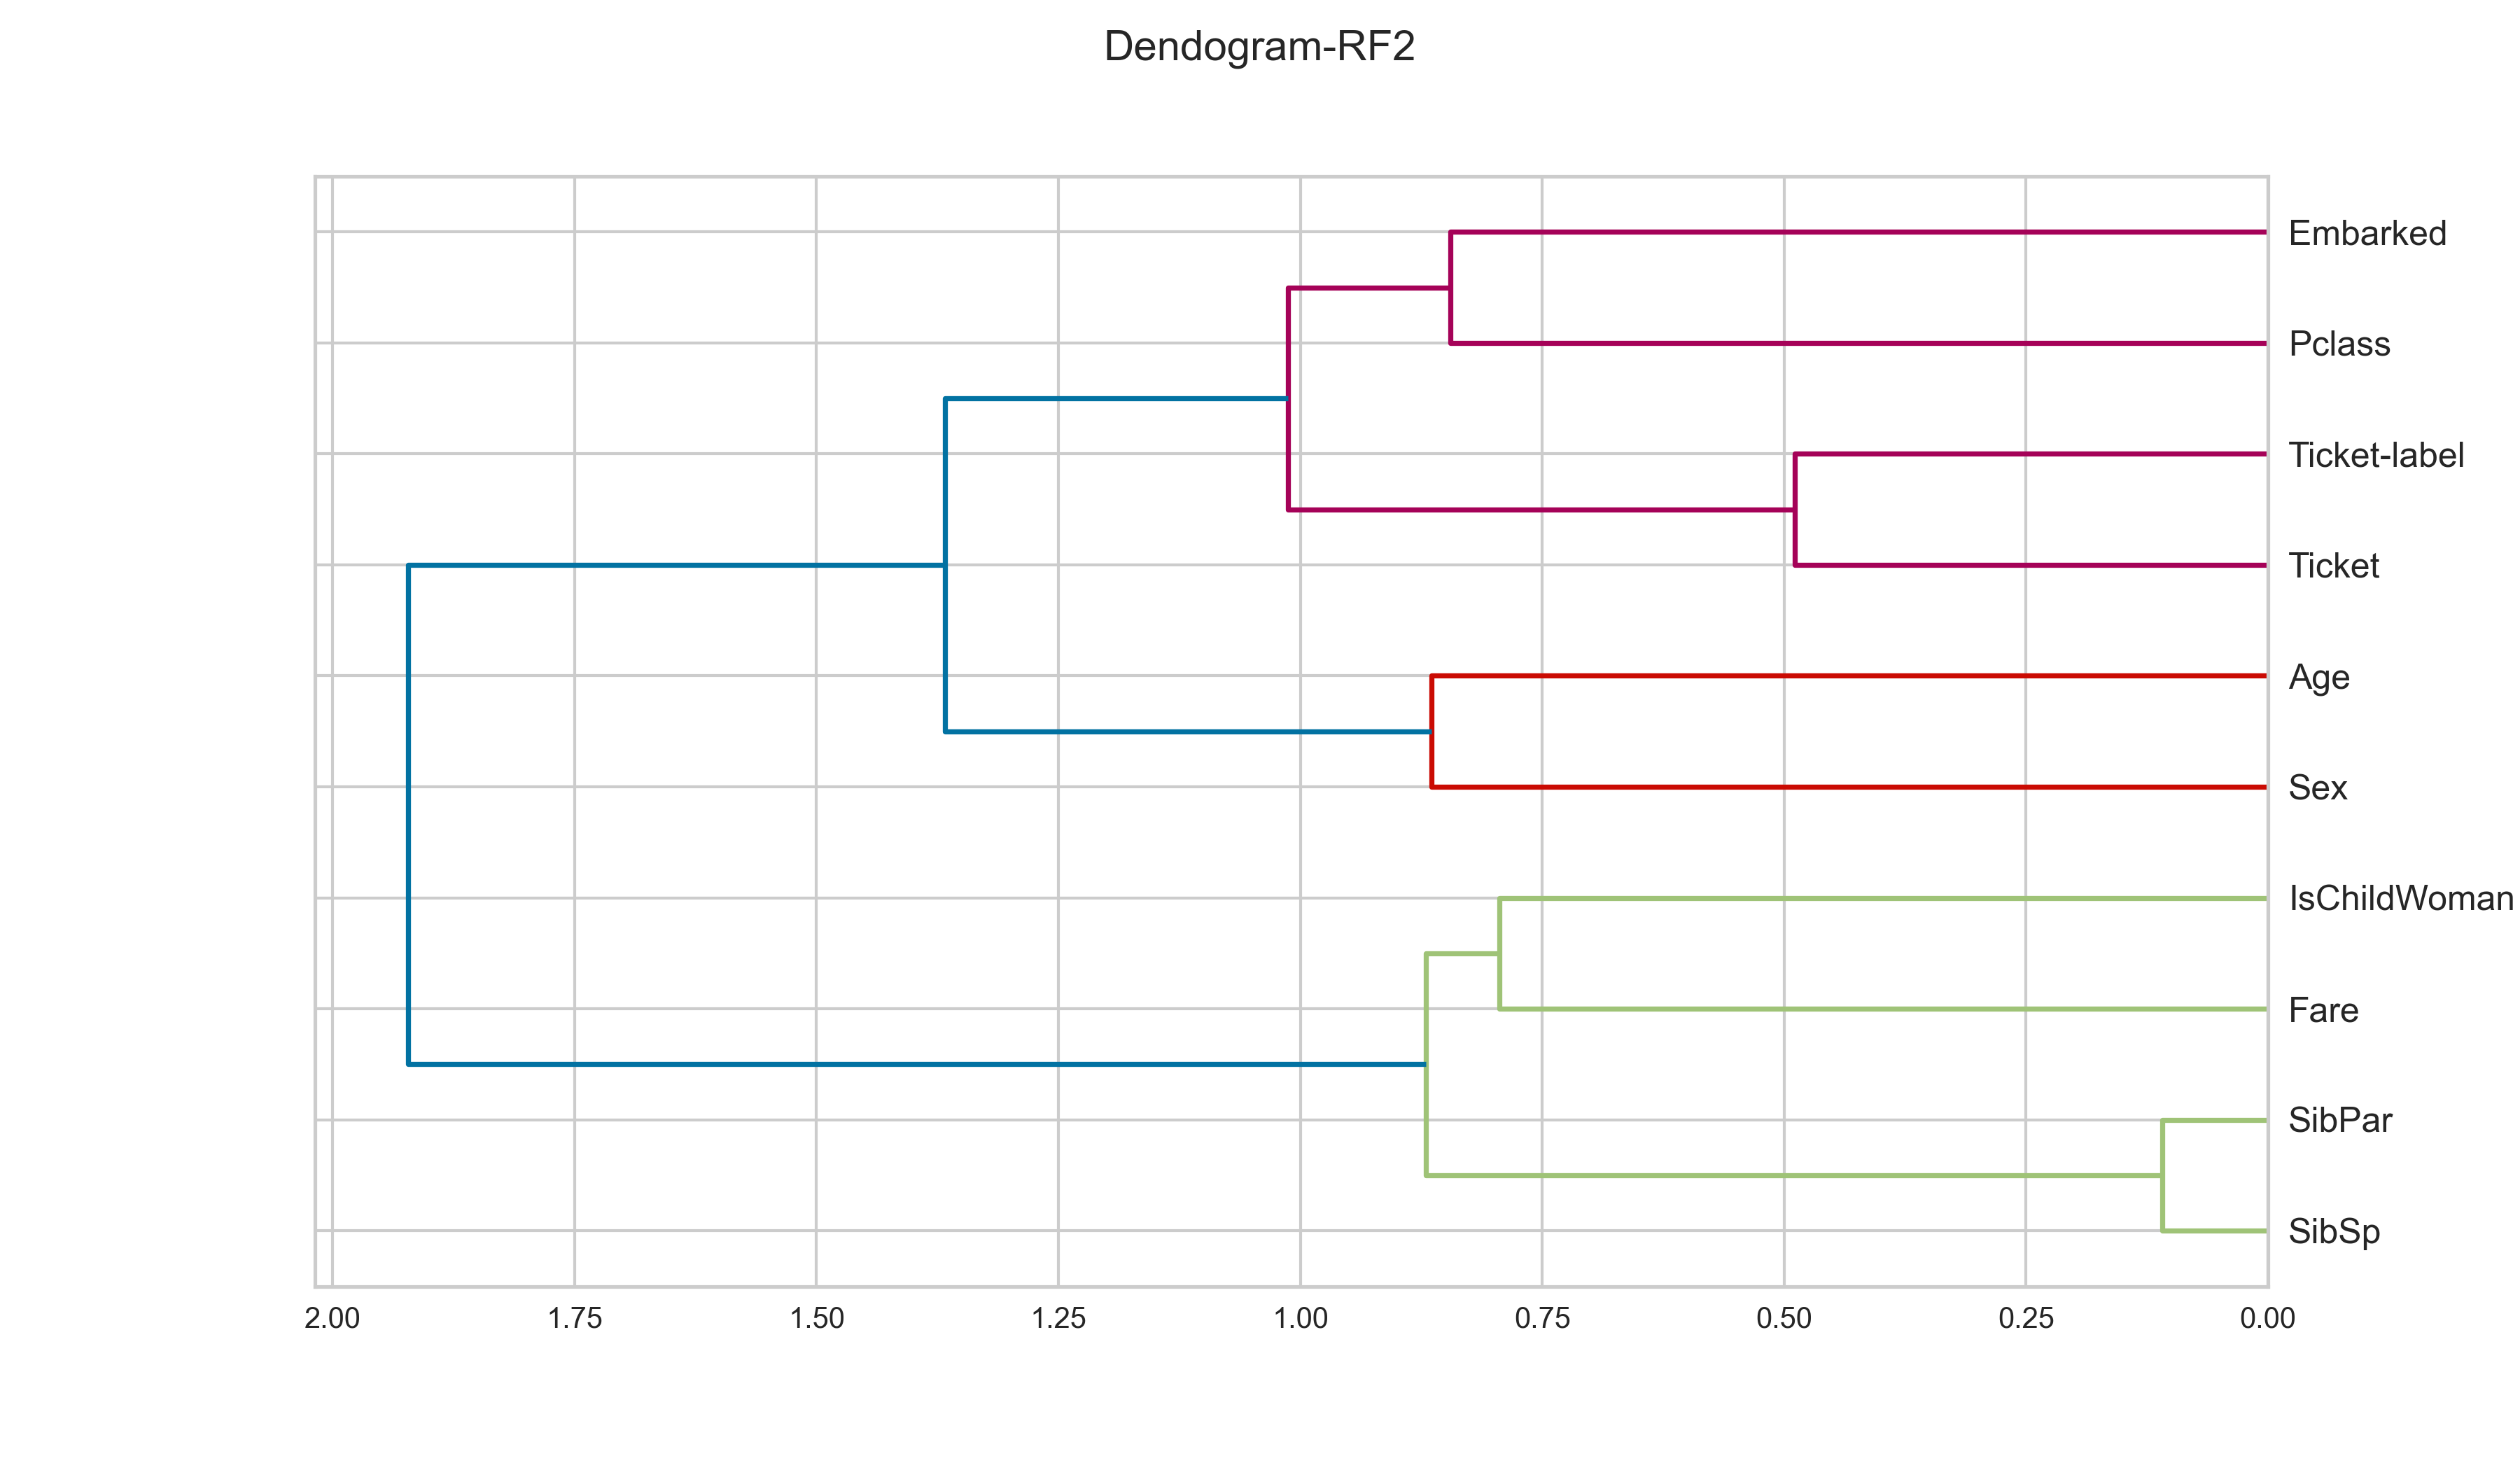 Dendogram-RF2
Embarked
Pclass
Ticket-label
Ticket
Age
Sex
IsChildWoman
Fare
SibPar
SibSp
2.00 1.75 1.50 1.25 1.00 0.75 0.50 0.25 0.00